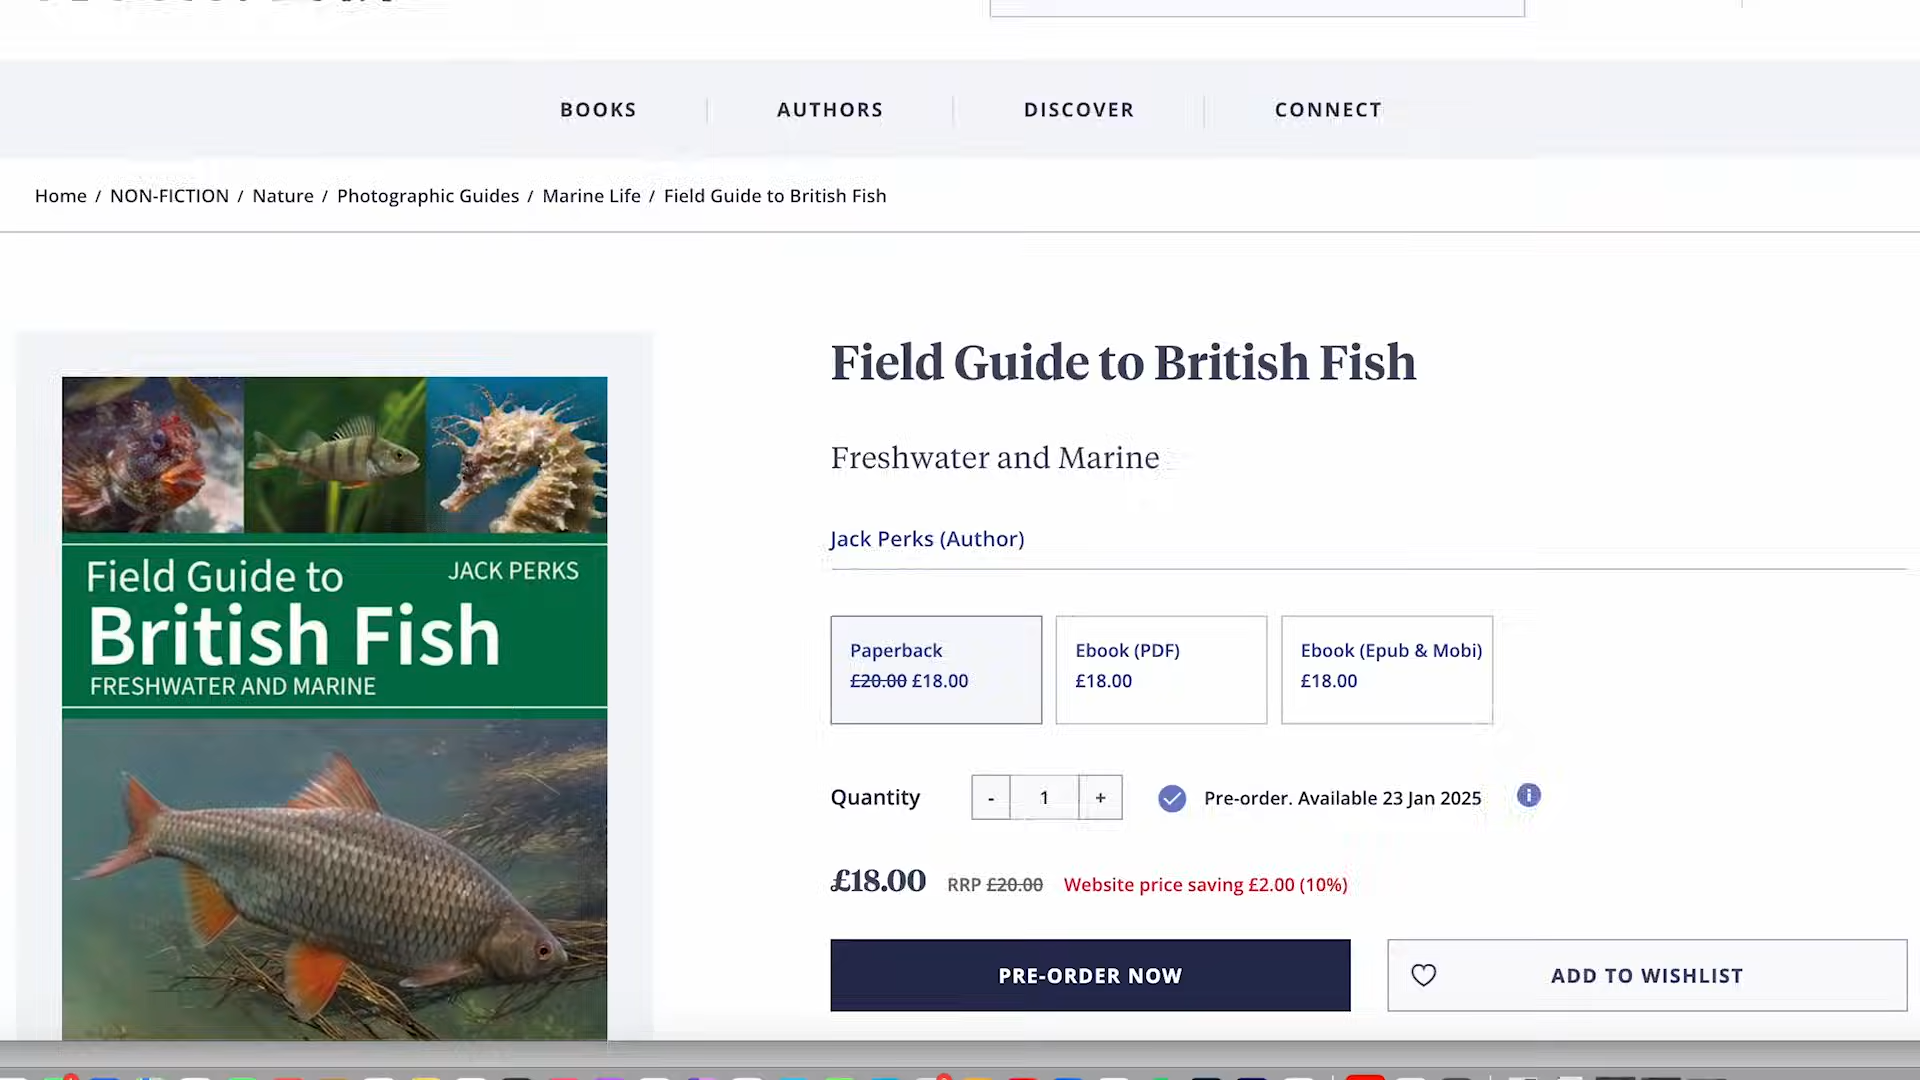 BOOKS
AUTHORS
DISCOVER
CONNECT
Home / NON-FICTION / Nature / Photographic Guides / Marine Life / Field Guide to British Fish
Field Guide to British Fish
Freshwater and Marine
Jack Perks (Author)
Field Guide to
JACK PERKS
British Fish
FRESHWATER AND MARINE
Paperback
£20.00 £18.00
Ebook (PDF)
£18.00
Ebook (Epub & Mobi)
£18.00
Quantity
- 1 +
Pre-order. Available 23 Jan 2025
i
£18.00 RRP £20.00 Website price saving £2.00 (10%)
PRE-ORDER NOW
ADD TO WISHLIST